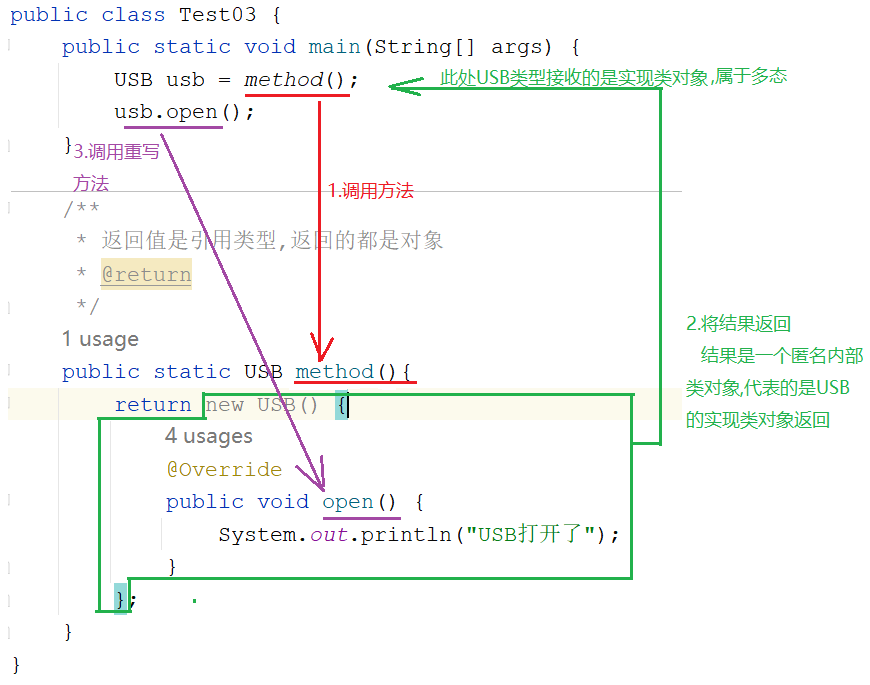 public class Test03 {
public static void main(String[] args) {
USB usb = method();
此处USB类型接收的是实现类对象,属于多态
usb.open();
}
3.调用重写
方法
1.调用方法
/**
* 返回值是引用类型,返回的都是对象
* @return
*/
1 usage
public static USB method(){
return new USB() {
4 usages
@Override
public void open() {
System.out.println("USB打开了");
}
};
}
}
2.将结果返回
结果是一个匿名内部
类对象,代表的是USB
的实现类对象返回